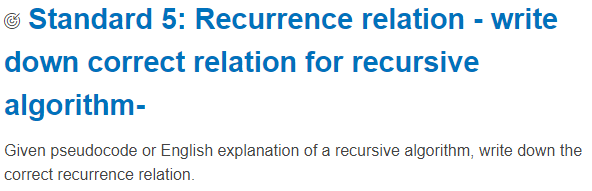 Standard 5: Recurrence relation - write
down correct relation for recursive
algorithm-
Given pseudocode or English explanation of a recursive algorithm, write down the
correct recurrence relation.